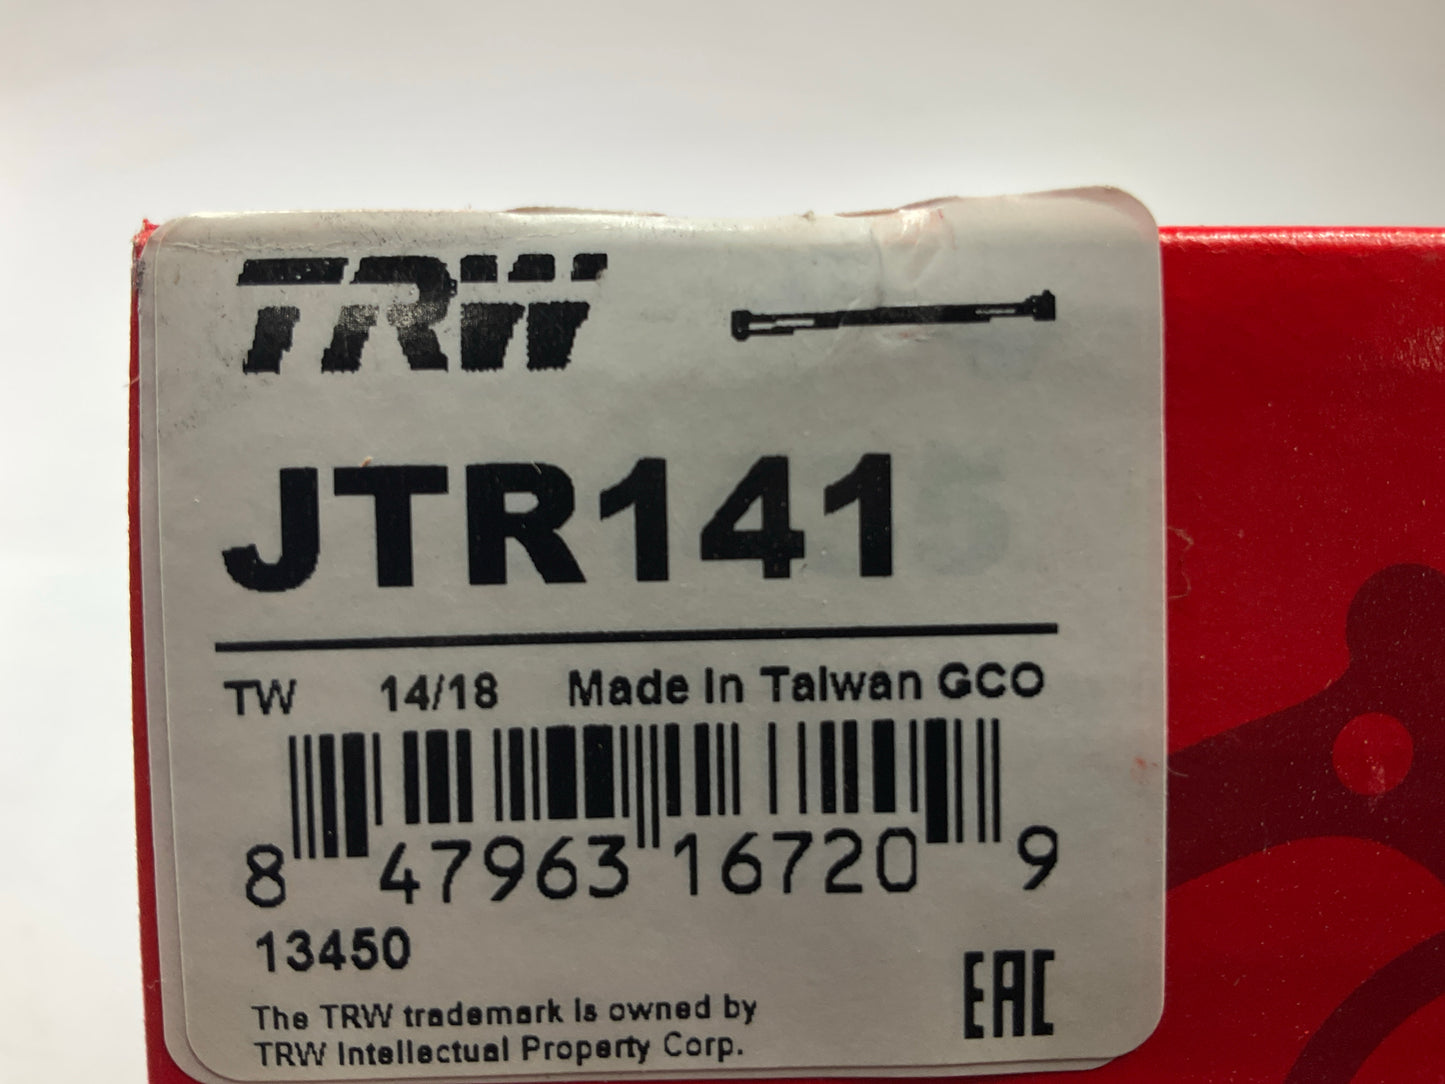 TRW
JTR141
TW 14/18 Made In Taiwan GCO
8 47963 16720 9
13450
The TRW trademark is owned by
TRW Intellectual Property Corp.
EAC